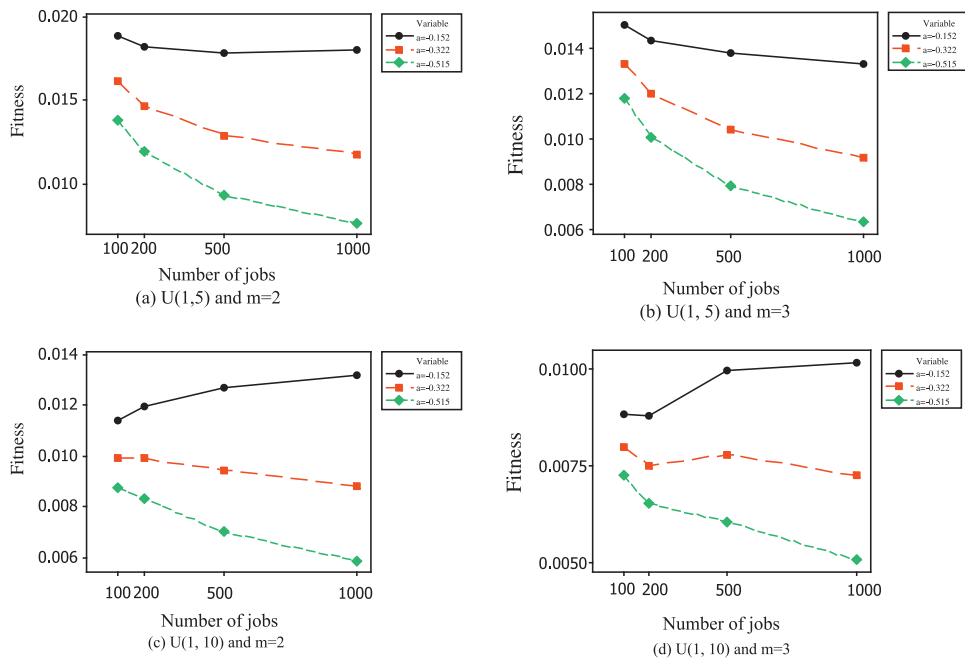 0.020
0.015
0.010
Fitness
100 200 500 1000
Number of jobs
(a) U(1,5) and m=2
Variable
a=-0.152
a=-0.322
a=-0.515
0.014
0.012
0.010
0.008
0.006
Fitness
100 200 500 1000
Number of jobs
(b) U(1, 5) and m=3
Variable
a=-0.152
a=-0.322
a=-0.515
0.014
0.012
0.010
0.008
0.006
Fitness
100 200 500 1000
Number of jobs
(c) U(1, 10) and m=2
Variable
a=-0.152
a=-0.322
a=-0.515
0.0100
0.0075
0.0050
Fitness
100 200 500 1000
Number of jobs
(d) U(1, 10) and m=3
Variable
a=-0.152
a=-0.322
a=-0.515